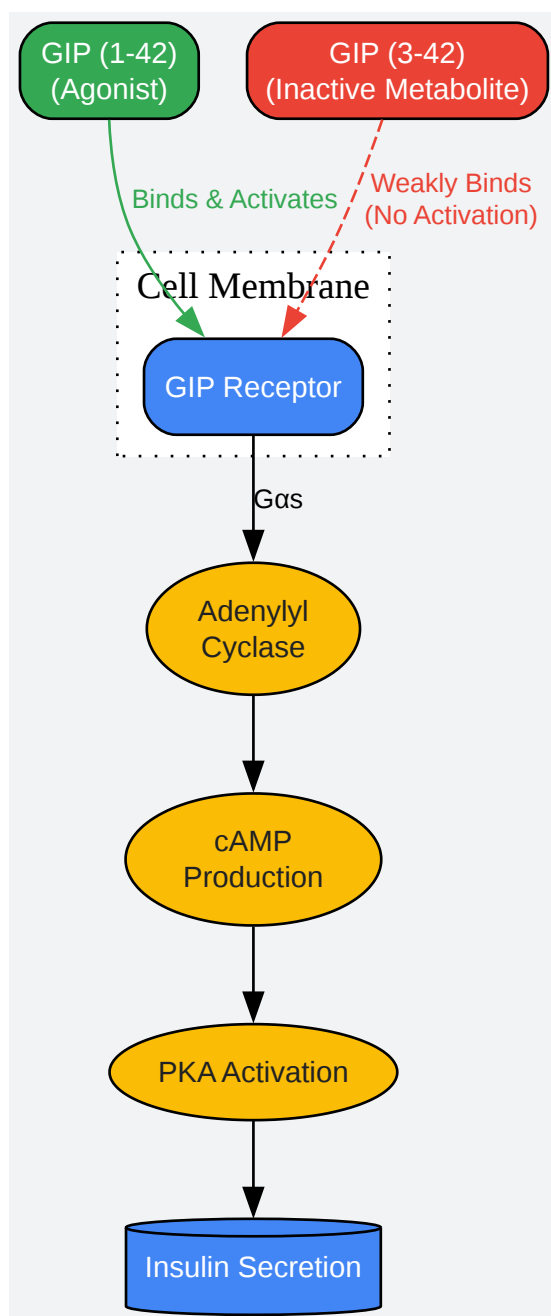 GIP (1-42)
(Agonist)
GIP (3-42)
(Inactive Metabolite)
Binds & Activates
Weakly Binds
(No Activation)
Cell Membrane
GIP Receptor
Gαs
Adenylyl
Cyclase
cAMP
Production
PKA Activation
Insulin Secretion